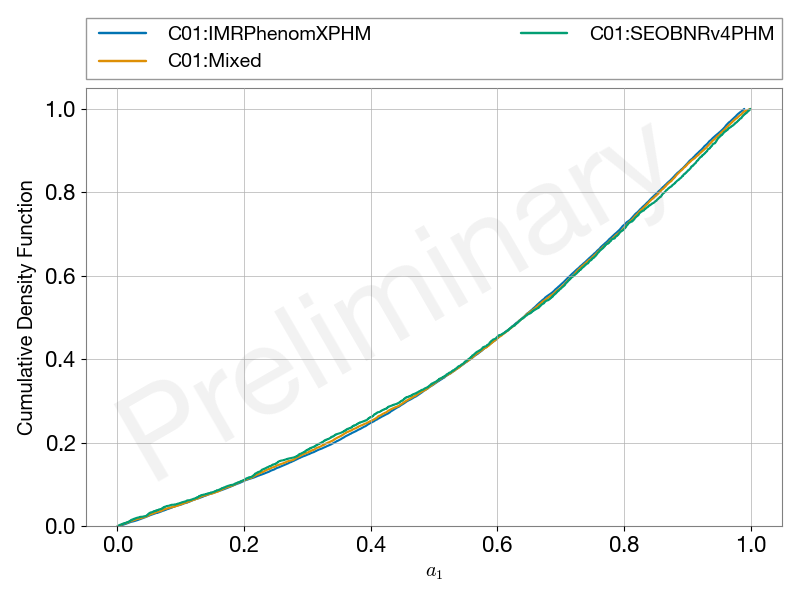 C01:IMRPhenomXPHM
C01:Mixed
C01:SEOBNRv4PHM
Preliminary
Cumulative Density Function
1.0
0.8
0.6
0.4
0.2
0.0
0.0 0.2 0.4 0.6 0.8 1.0
a₁